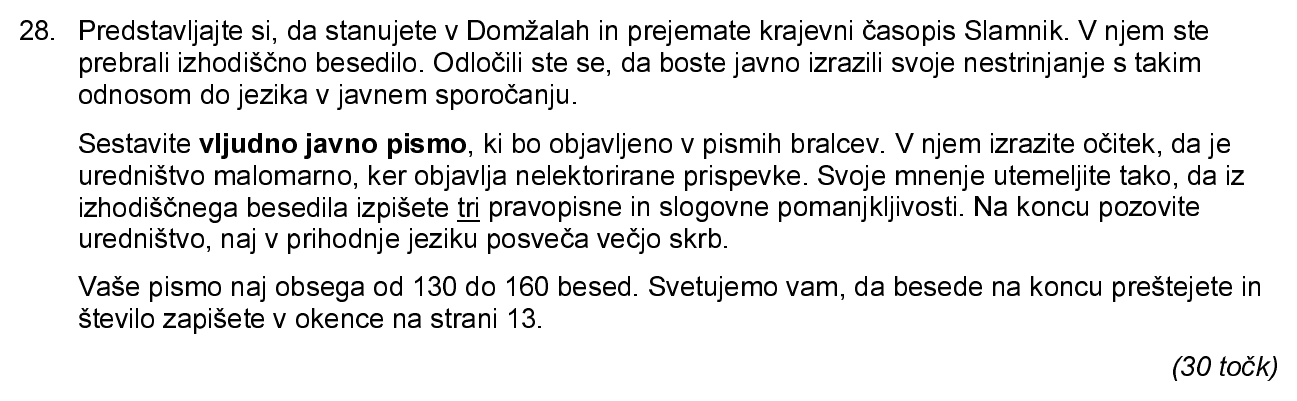 28. Predstavljajte si, da stanujete v Domžalah in prejemate krajevni časopis Slamnik. V njem ste
prebrali izhodiščno besedilo. Odločili ste se, da boste javno izrazili svoje nestrinjanje s takim
odnosom do jezika v javnem sporočanju.
Sestavite vljudno javno pismo, ki bo objavljeno v pismih bralcev. V njem izrazite očitek, da je
uredništvo malomarno, ker objavlja nelektorirane prispevke. Svoje mnenje utemeljite tako, da iz
izhodiščnega besedila izpišete tri pravopisne in slogovne pomanjkljivosti. Na koncu pozovite
uredništvo, naj v prihodnje jeziku posveča večjo skrb.
Vaše pismo naj obsega od 130 do 160 besed. Svetujemo vam, da besede na koncu preštejete in
število zapišete v okence na strani 13.
(30 točk)